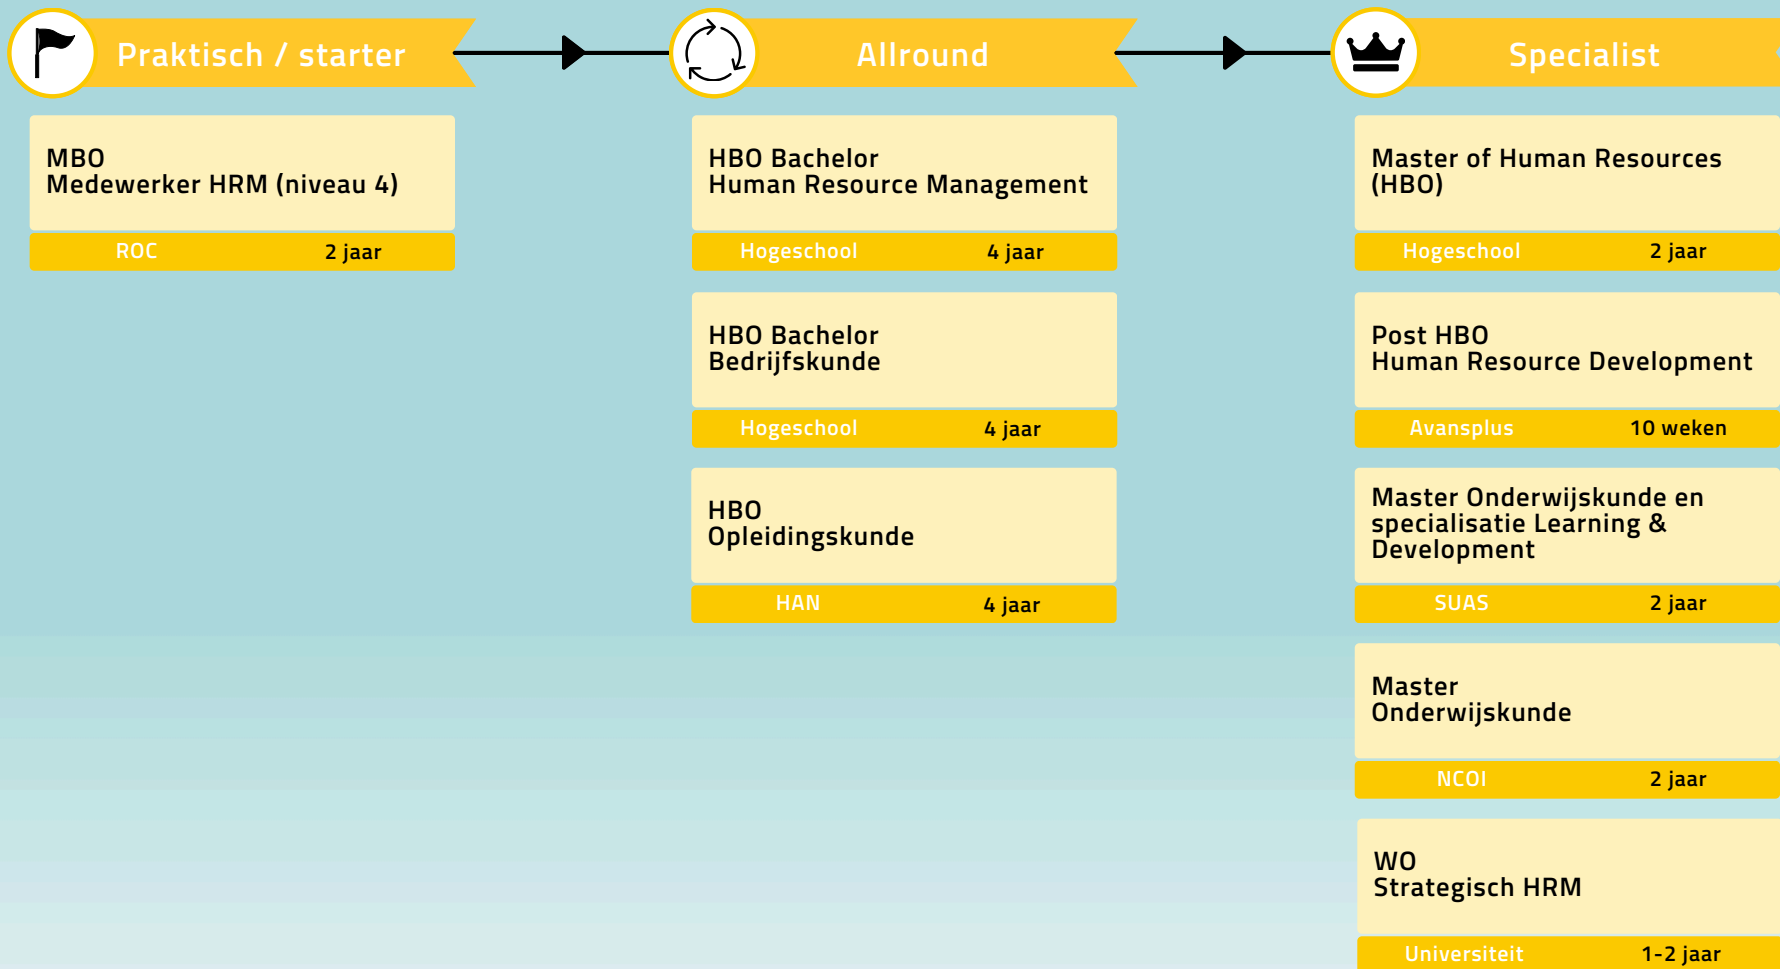 Praktisch / starter
MBO
Medewerker HRM (niveau 4)
ROC 2 jaar
Allround
HBO Bachelor
Human Resource Management
Hogeschool 4 jaar
HBO Bachelor
Bedrijfskunde
Hogeschool 4 jaar
HBO
Opleidingskunde
HAN 4 jaar
Specialist
Master of Human Resources
(HBO)
Hogeschool 2 jaar
Post HBO
Human Resource Development
Avansplus 10 weken
Master Onderwijskunde en
specialisatie Learning &
Development
SUAS 2 jaar
Master
Onderwijskunde
NCOI 2 jaar
WO
Strategisch HRM
Universiteit 1-2 jaar